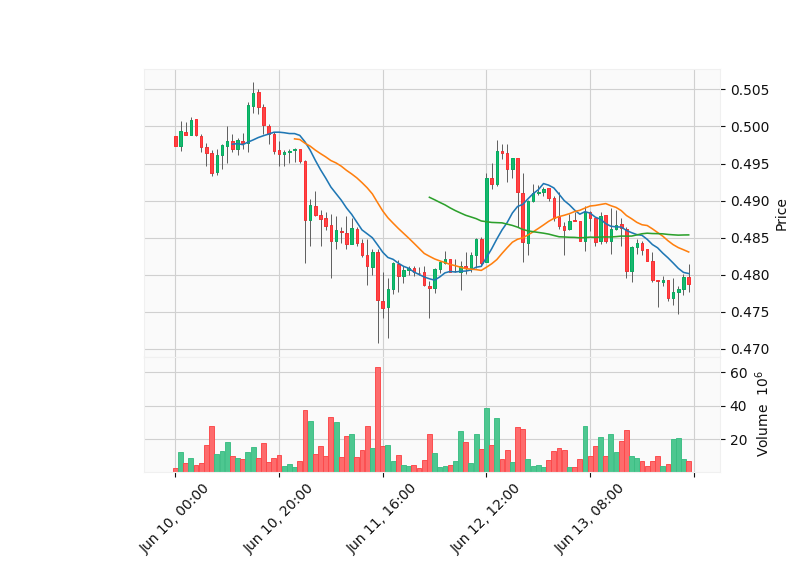 0.505
0.500
0.495
0.490
0.485
0.480
0.475
0.470
Price
60
40
20
Volume 10⁶
Jun 10, 00:00
Jun 10, 20:00
Jun 11, 16:00
Jun 12, 12:00
Jun 13, 08:00